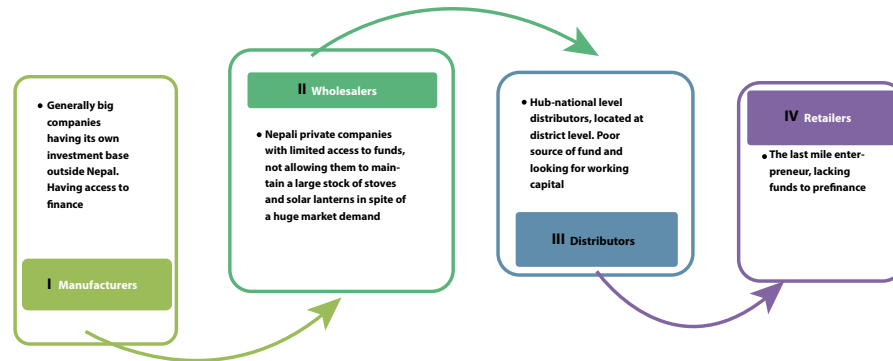 • Generally big
companies
having its own
investment base
outside Nepal.
Having access to
finance
I Manufacturers
II Wholesalers
• Nepali private companies
with limited access to funds,
not allowing them to main-
tain a large stock of stoves
and solar lanterns in spite of
a huge market demand
• Hub-national level
distributors, located at
district level. Poor
source of fund and
looking for working
capital
III Distributors
IV Retailers
• The last mile enter-
preneur, lacking
funds to prefinance